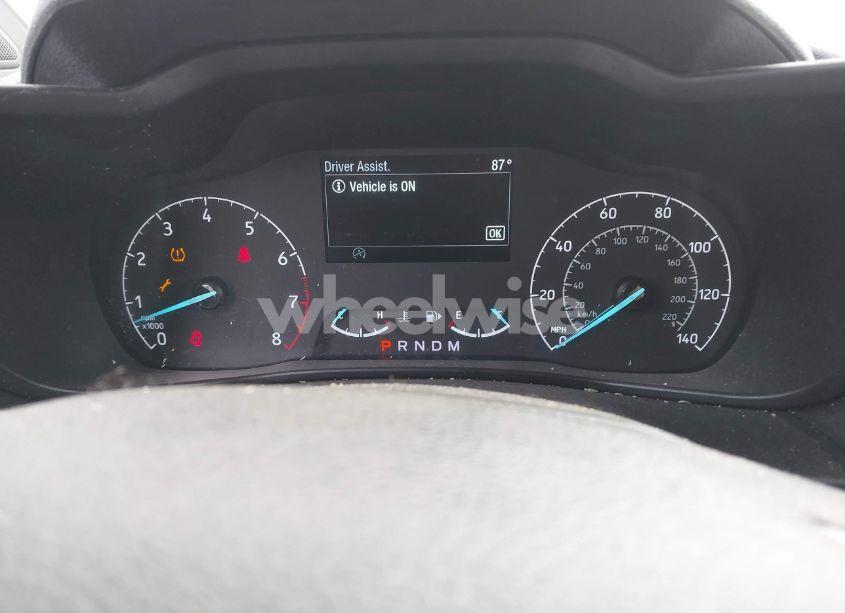 Driver Assist. 87°
Vehicle is ON
OK
0 1 2 3 4 5 6 7 8
x1000
C H E F
P R N D M
0 20 40 60 80 100 120 140
MPH
20 40 60 80 100 120 140 160 180 200 220
km/h
wheelwise